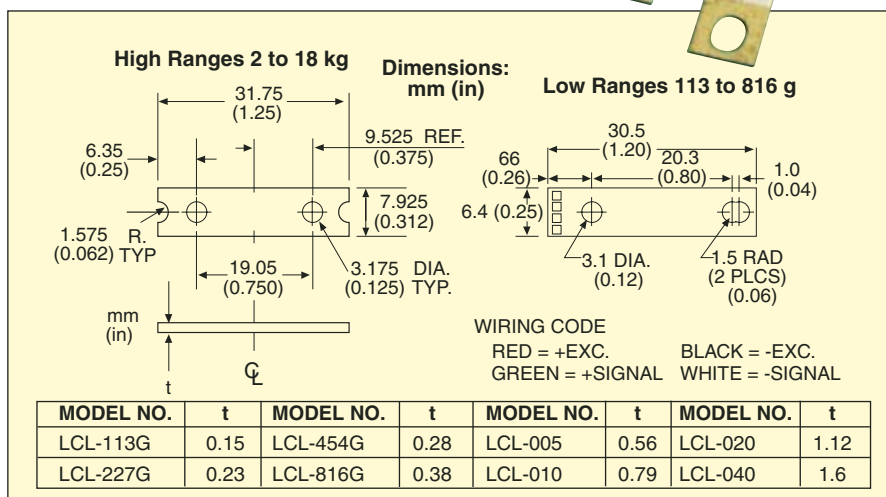 High Ranges 2 to 18 kg
Dimensions:
mm (in)
Low Ranges 113 to 816 g
31.75
(1.25)
9.525 REF.
(0.375)
6.35
(0.25)
7.925
(0.312)
1.575 R.
(0.062) TYP
19.05
(0.750)
3.175 DIA.
(0.125) TYP.
mm
(in)
t
CL
30.5
(1.20)
66
(0.26)
20.3
(0.80)
1.0
(0.04)
6.4 (0.25)
3.1 DIA.
(0.12)
1.5 RAD
(2 PLCS)
(0.06)
WIRING CODE
RED = +EXC. BLACK = -EXC.
GREEN = +SIGNAL WHITE = -SIGNAL
MODEL NO. t MODEL NO. t MODEL NO. t MODEL NO. t
LCL-113G 0.15 LCL-454G 0.28 LCL-005 0.56 LCL-020 1.12
LCL-227G 0.23 LCL-816G 0.38 LCL-010 0.79 LCL-040 1.6